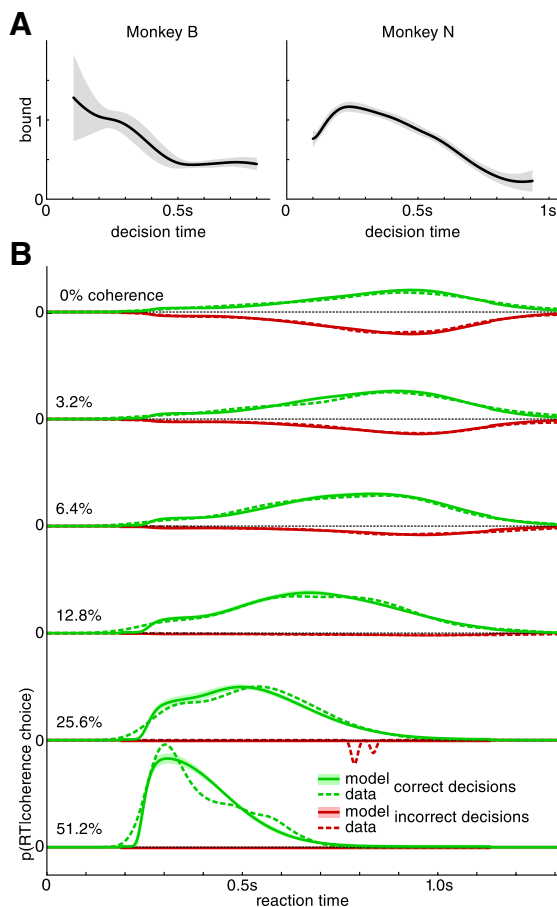 A
Monkey B
Monkey N
bound
1
0
0.5s
0
0.5s
1s
decision time
decision time
B
0% coherence
0
3.2%
0
6.4%
0
12.8%
0
25.6%
0
51.2%
0
model
data
correct decisions
model
data
incorrect decisions
p(RT|coherence choice)
0
0.5s
1.0s
reaction time